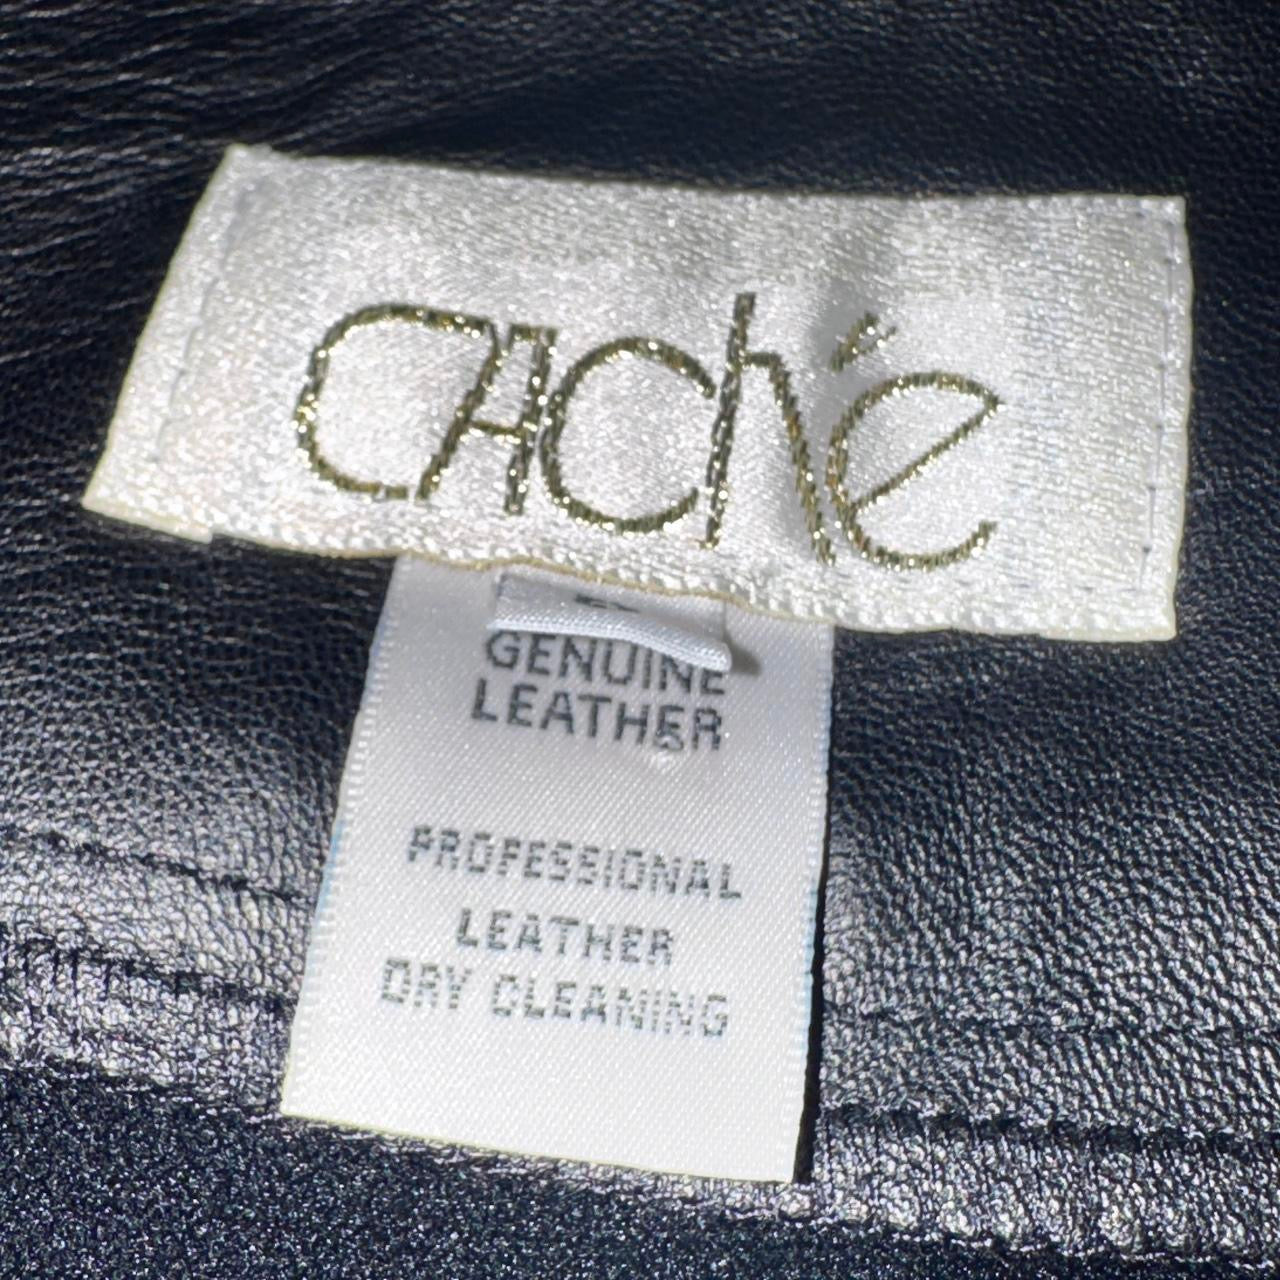 CAChé
GENUINE
LEATHER
PROFESSIONAL
LEATHER
DRY CLEANING